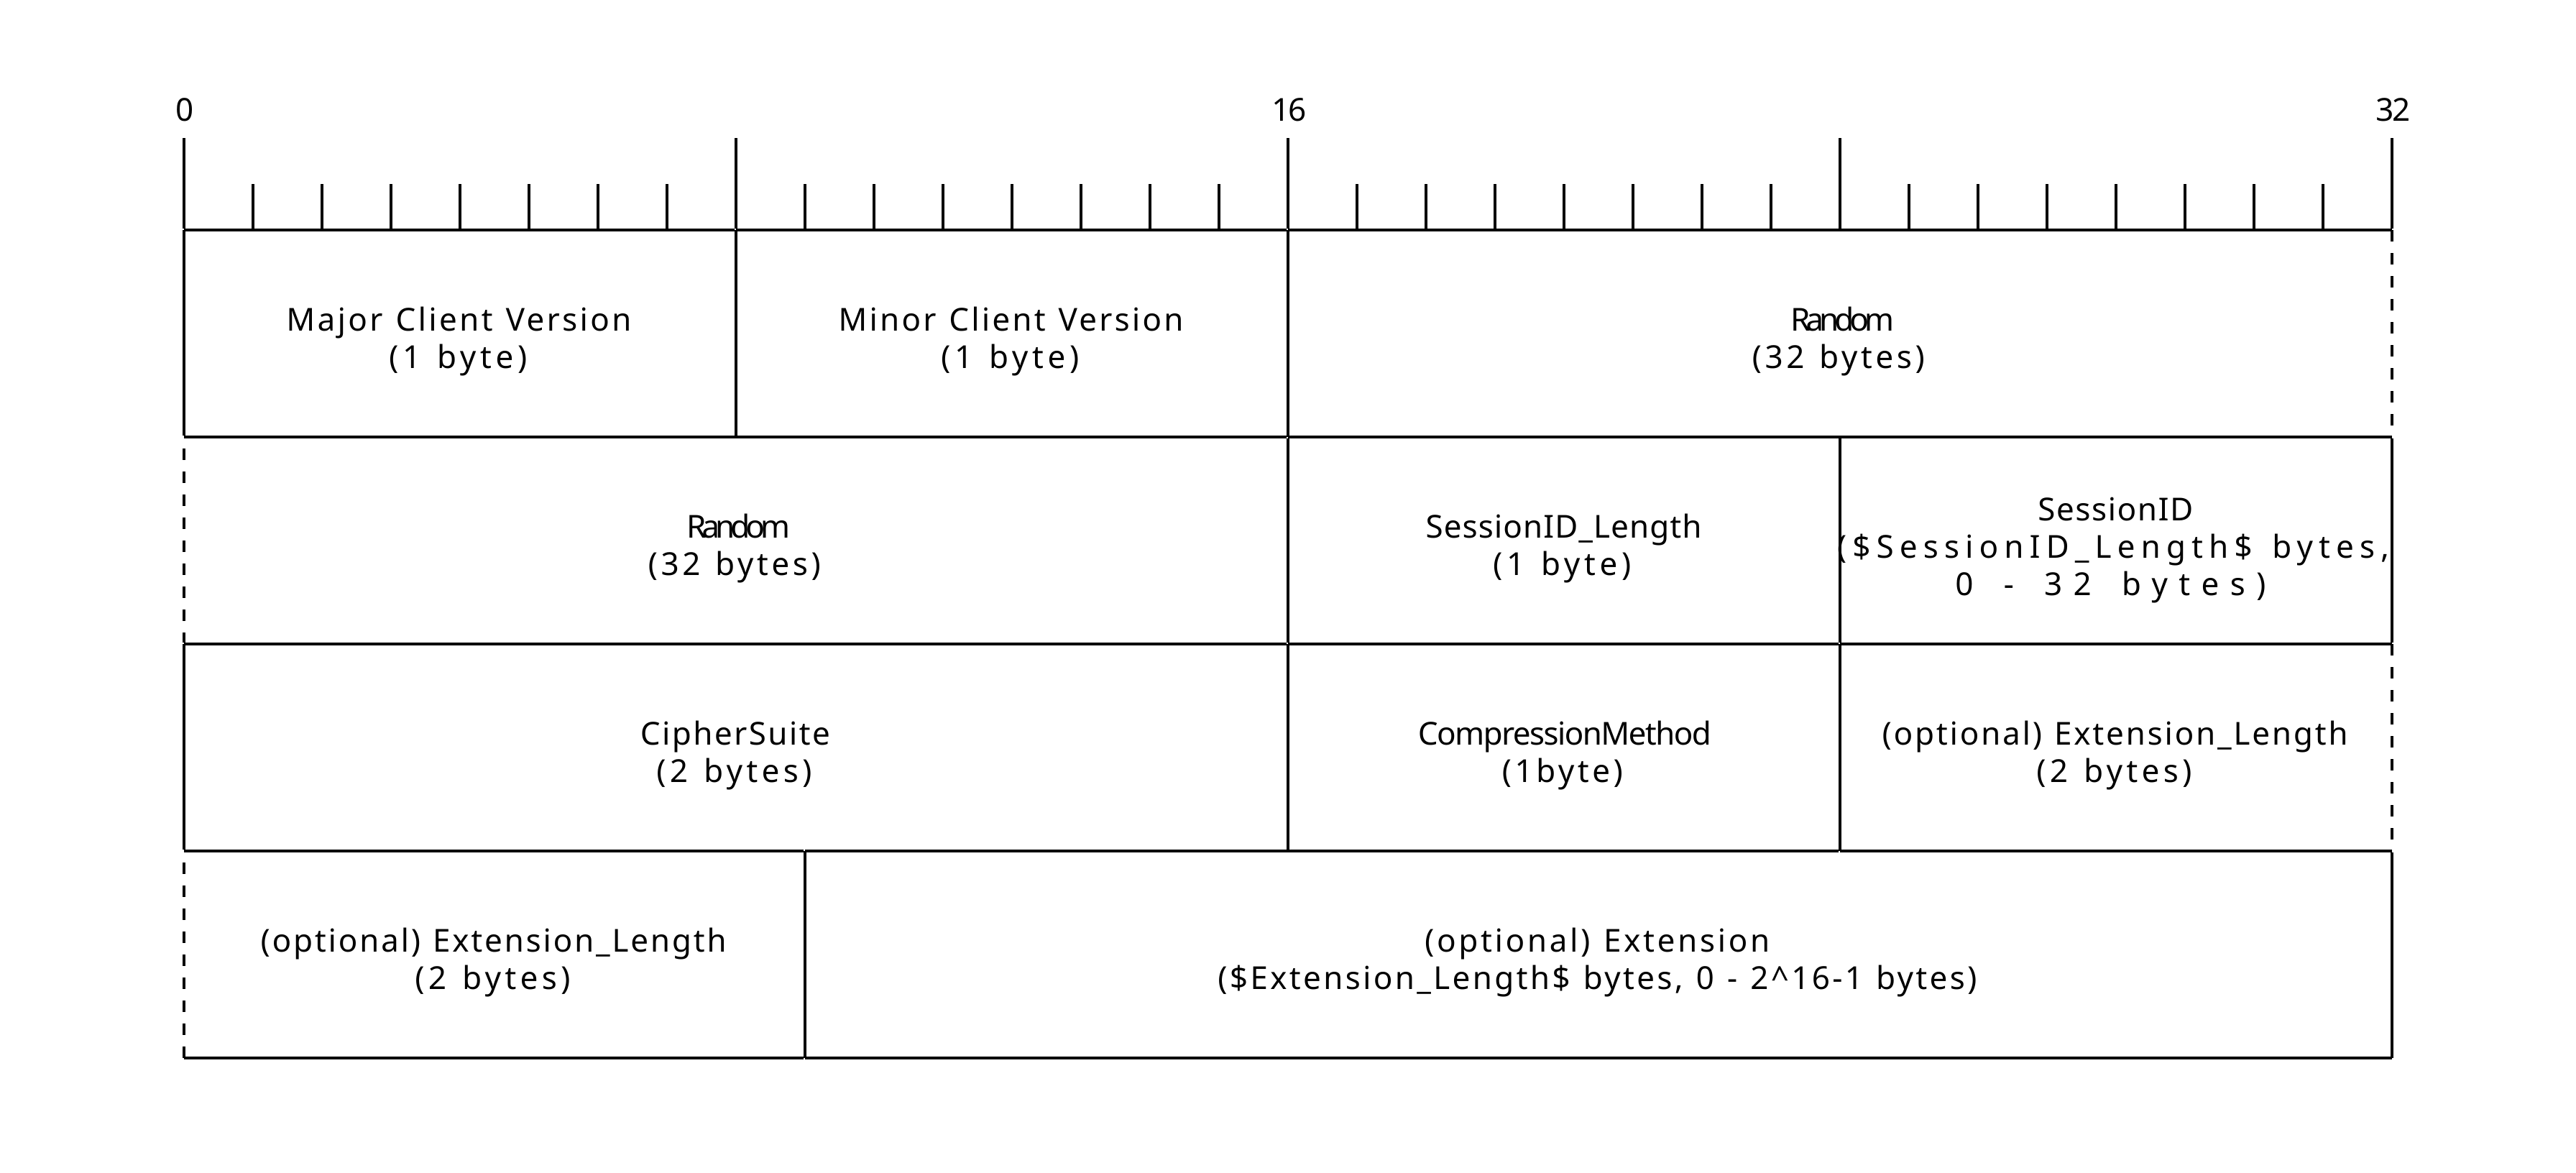 0 16 32
Major Client Version
(1 byte)
Minor Client Version
(1 byte)
Random
(32 bytes)
Random
(32 bytes)
SessionID_Length
(1 byte)
SessionID
($SessionID_Length$ bytes,
0 - 32 bytes)
CipherSuite
(2 bytes)
CompressionMethod
(1byte)
(optional) Extension_Length
(2 bytes)
(optional) Extension_Length
(2 bytes)
(optional) Extension
($Extension_Length$ bytes, 0 - 2^16-1 bytes)